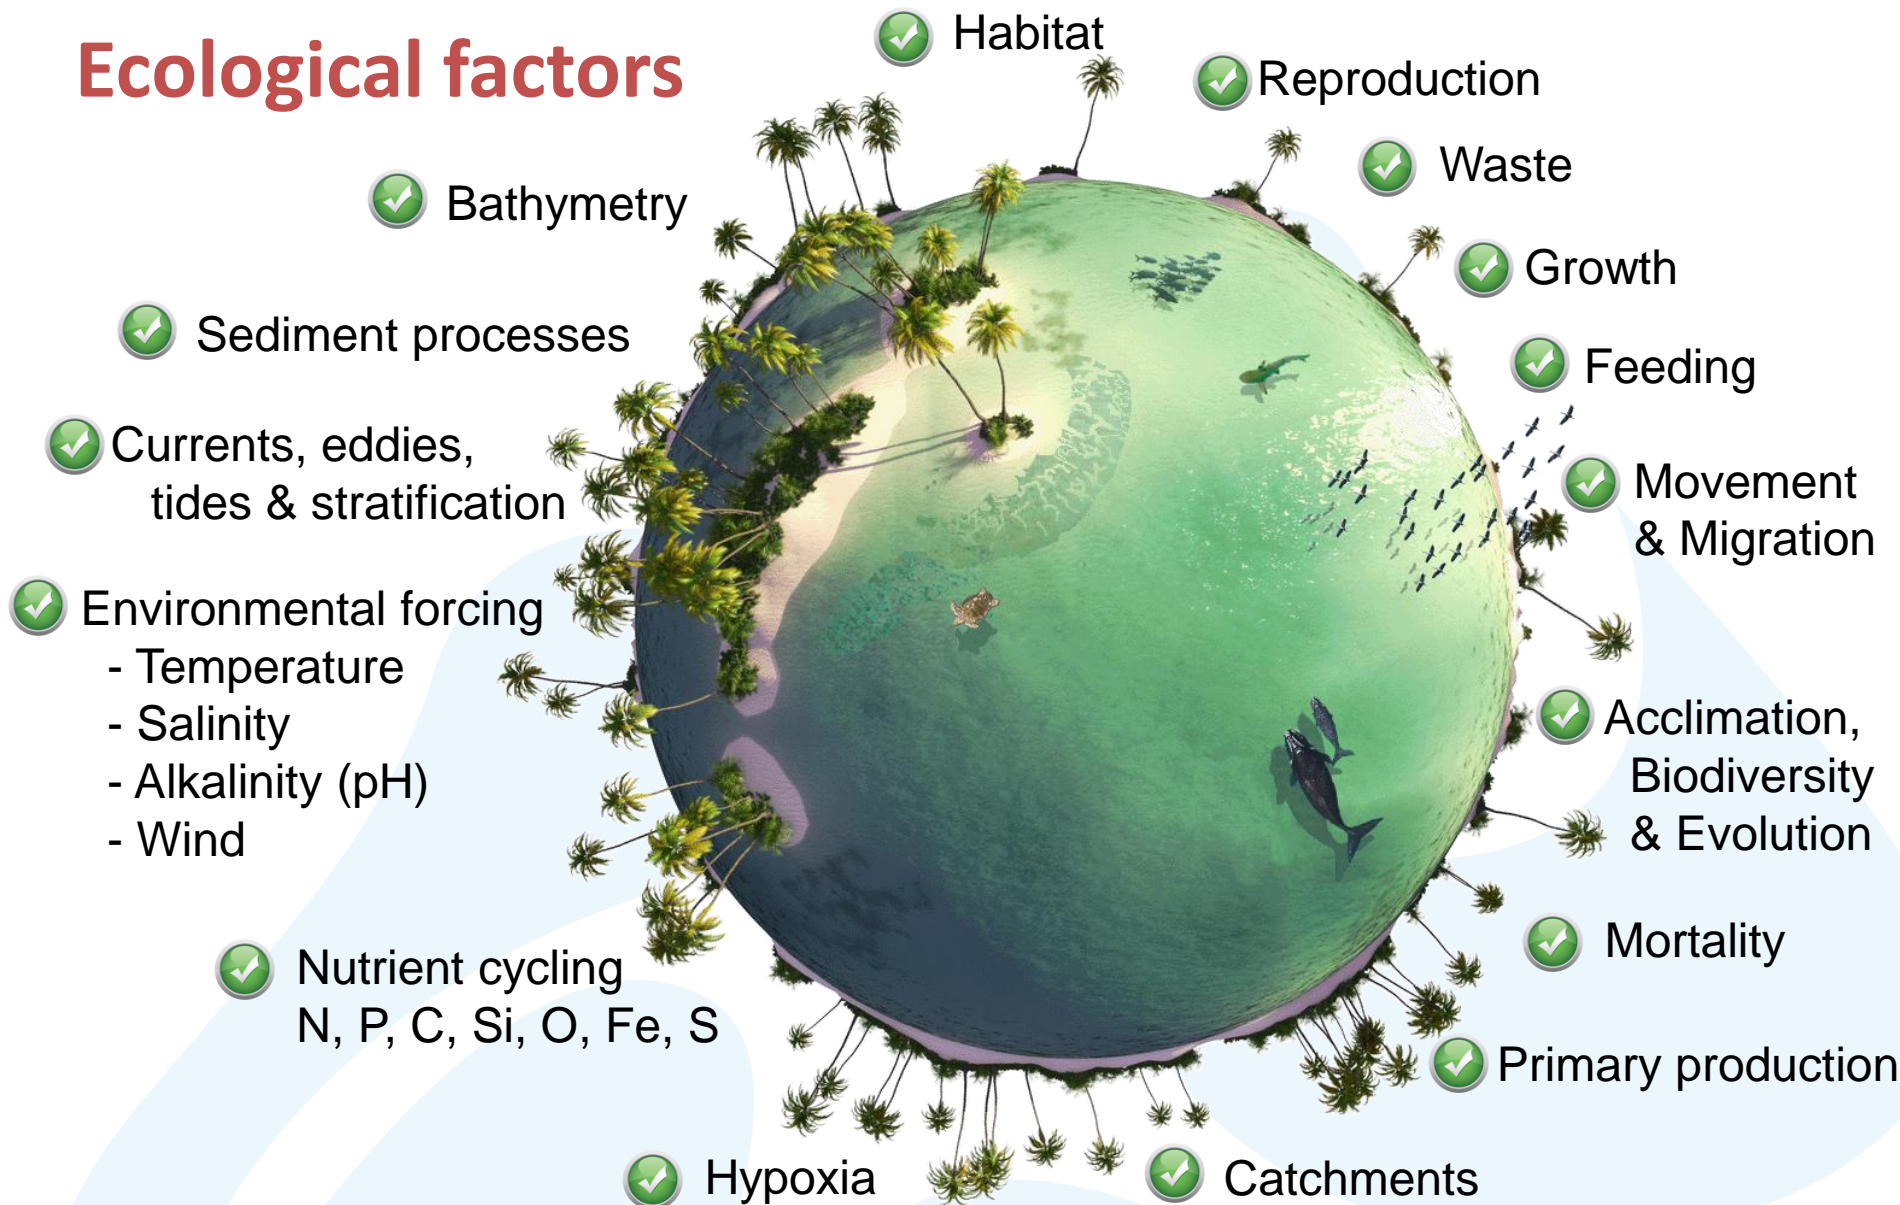 Ecological factors
Habitat
Reproduction
Waste
Growth
Feeding
Movement
& Migration
Acclimation,
Biodiversity
& Evolution
Mortality
Primary production
Catchments
Hypoxia
Nutrient cycling
N, P, C, Si, O, Fe, S
Environmental forcing
- Temperature
- Salinity
- Alkalinity (pH)
- Wind
Currents, eddies,
tides & stratification
Sediment processes
Bathymetry